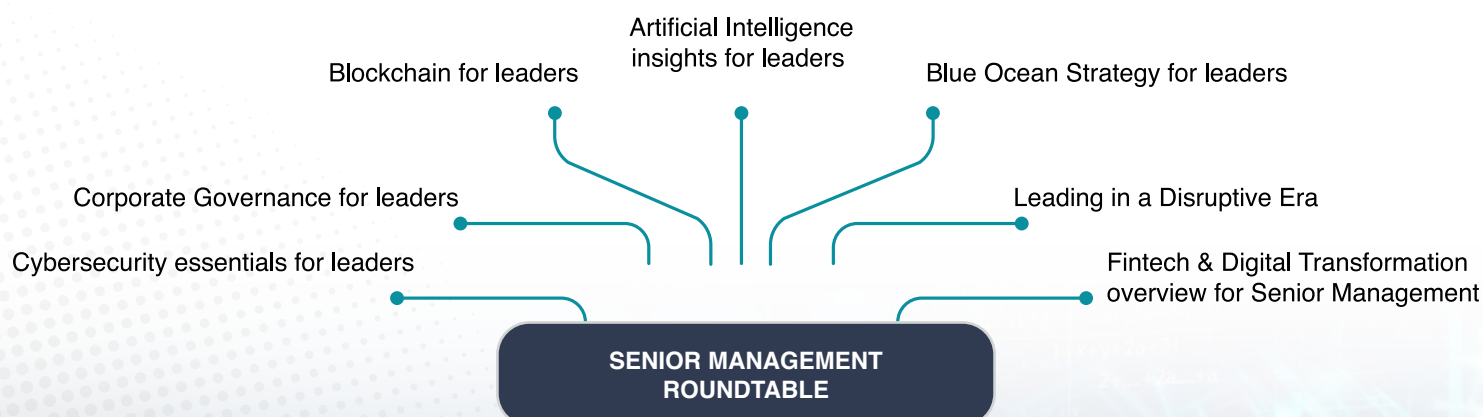 Artificial Intelligence
insights for leaders
Blockchain for leaders
Blue Ocean Strategy for leaders
Corporate Governance for leaders
Leading in a Disruptive Era
Cybersecurity essentials for leaders
Fintech & Digital Transformation
overview for Senior Management
SENIOR MANAGEMENT
ROUNDTABLE